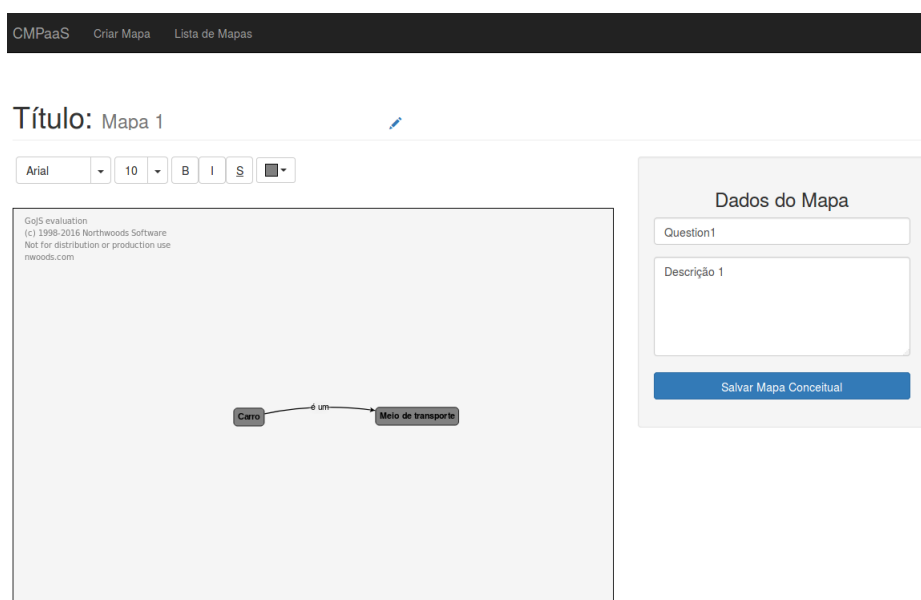 CMPaaS Criar Mapa Lista de Mapas
Título: Mapa 1
Arial 10 B I S
GoJS evaluation
(c) 1998-2016 Northwoods Software
Not for distribution or production use
nwoods.com
Carro é um Meio de transporte
Dados do Mapa
Question1
Descrição 1
Salvar Mapa Conceitual